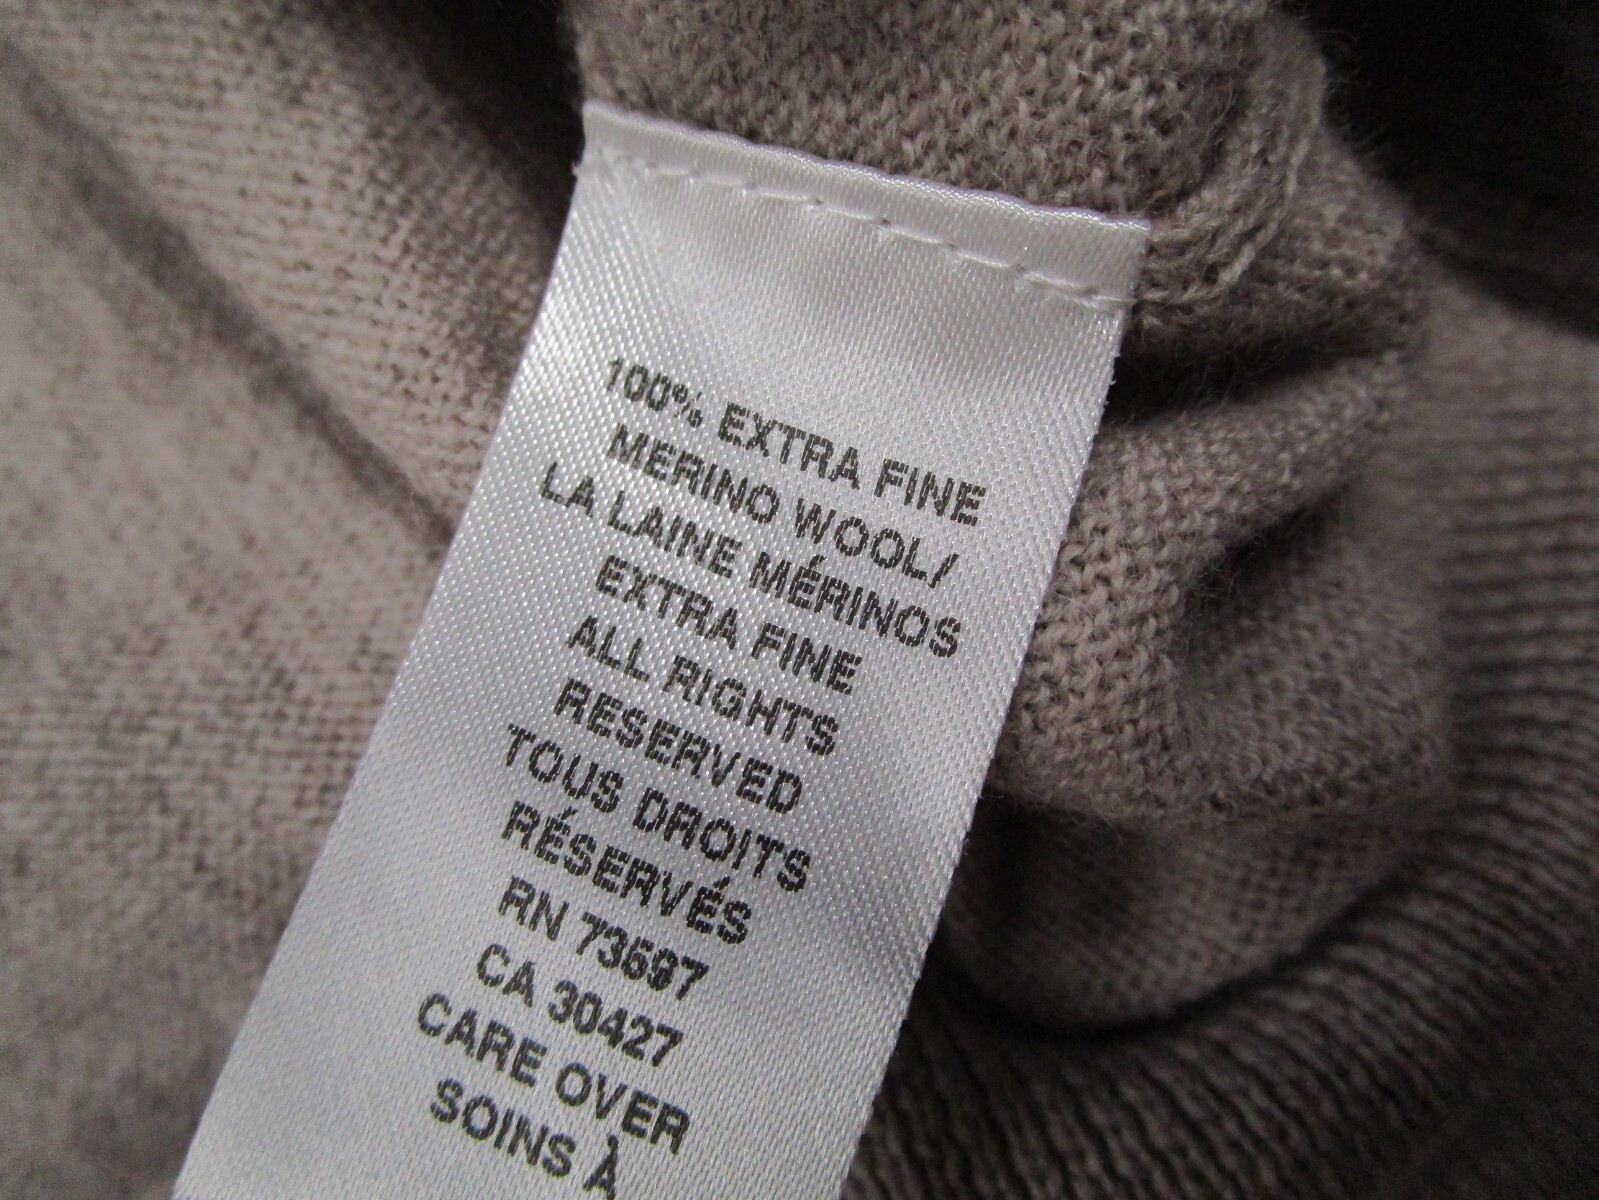 100% EXTRA FINE
MERINO WOOL/
LA LAINE MÉRINOS
EXTRA FINE
ALL RIGHTS
RESERVED
TOUS DROITS
RÉSERVÉS
RN 73697
CA 30427
CARE OVER
SOINS À